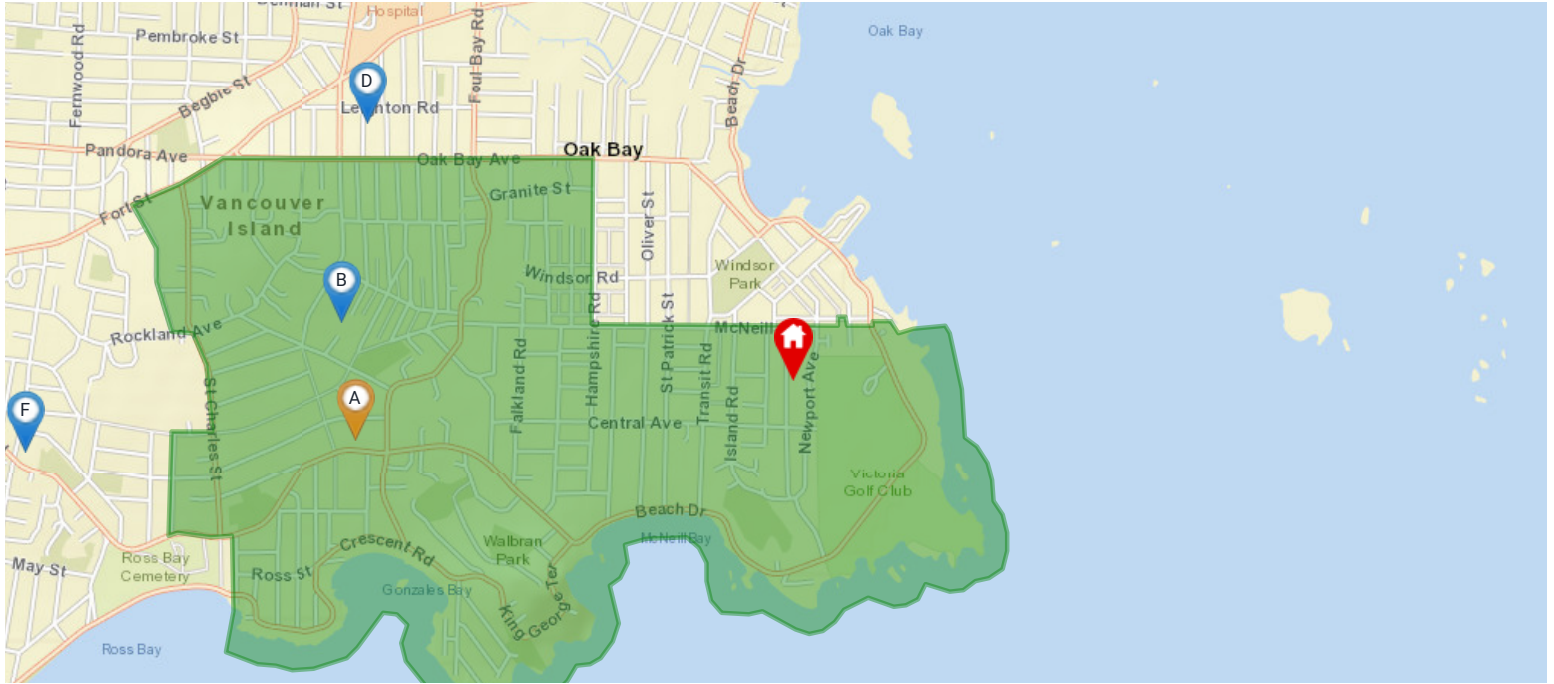 Denman St
Hospital
Pembroke St
Fernwood Rd
Foul Bay Rd
Oak Bay
Beach Dr
D
Begbie St
Pandora Ave
Oak Bay Ave
Oak Bay
Fort St
Vancouver
Island
Granite St
Oliver St
Windsor Rd
Windsor
Park
B
Rockland Ave
Hampshire Rd
St Patrick St
Transit Rd
Falkland Rd
Newport Ave
Island Rd
St Charles St
A
F
Central Ave
Victoria
Golf Club
Beach Dr
McNeill Bay
Walbran
Park
Crescent Rd
Ross Bay
Cemetery
May St
Ross St
Gonzales Bay
King
George Ter
Ross Bay